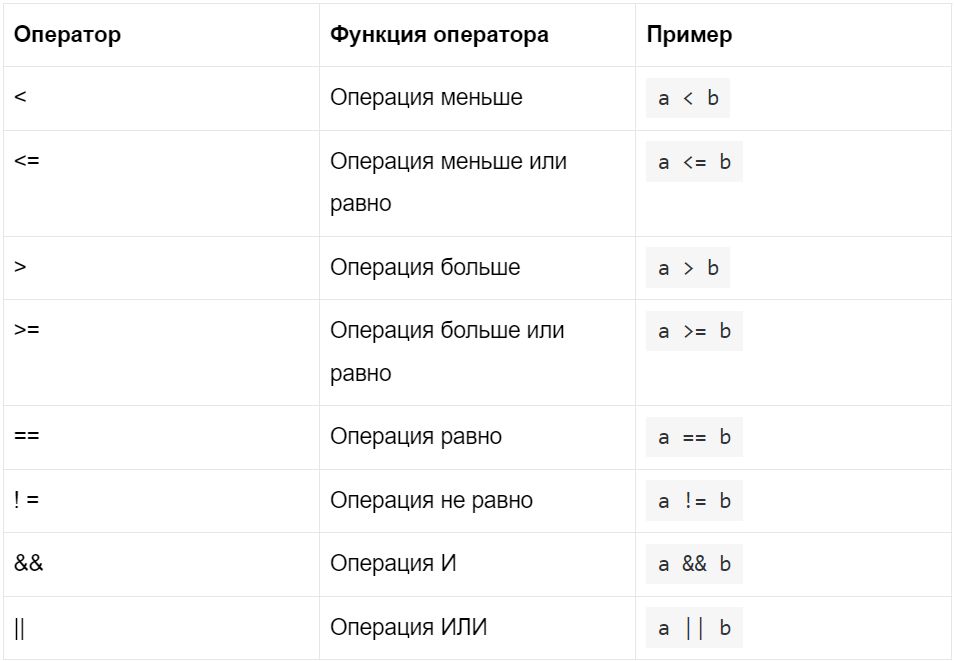 Оператор Функция оператора Пример
< Операция меньше a < b
<= Операция меньше или a <= b
равно
> Операция больше a > b
>= Операция больше или a >= b
равно
== Операция равно a == b
! = Операция не равно a != b
&& Операция И a && b
|| Операция ИЛИ a || b